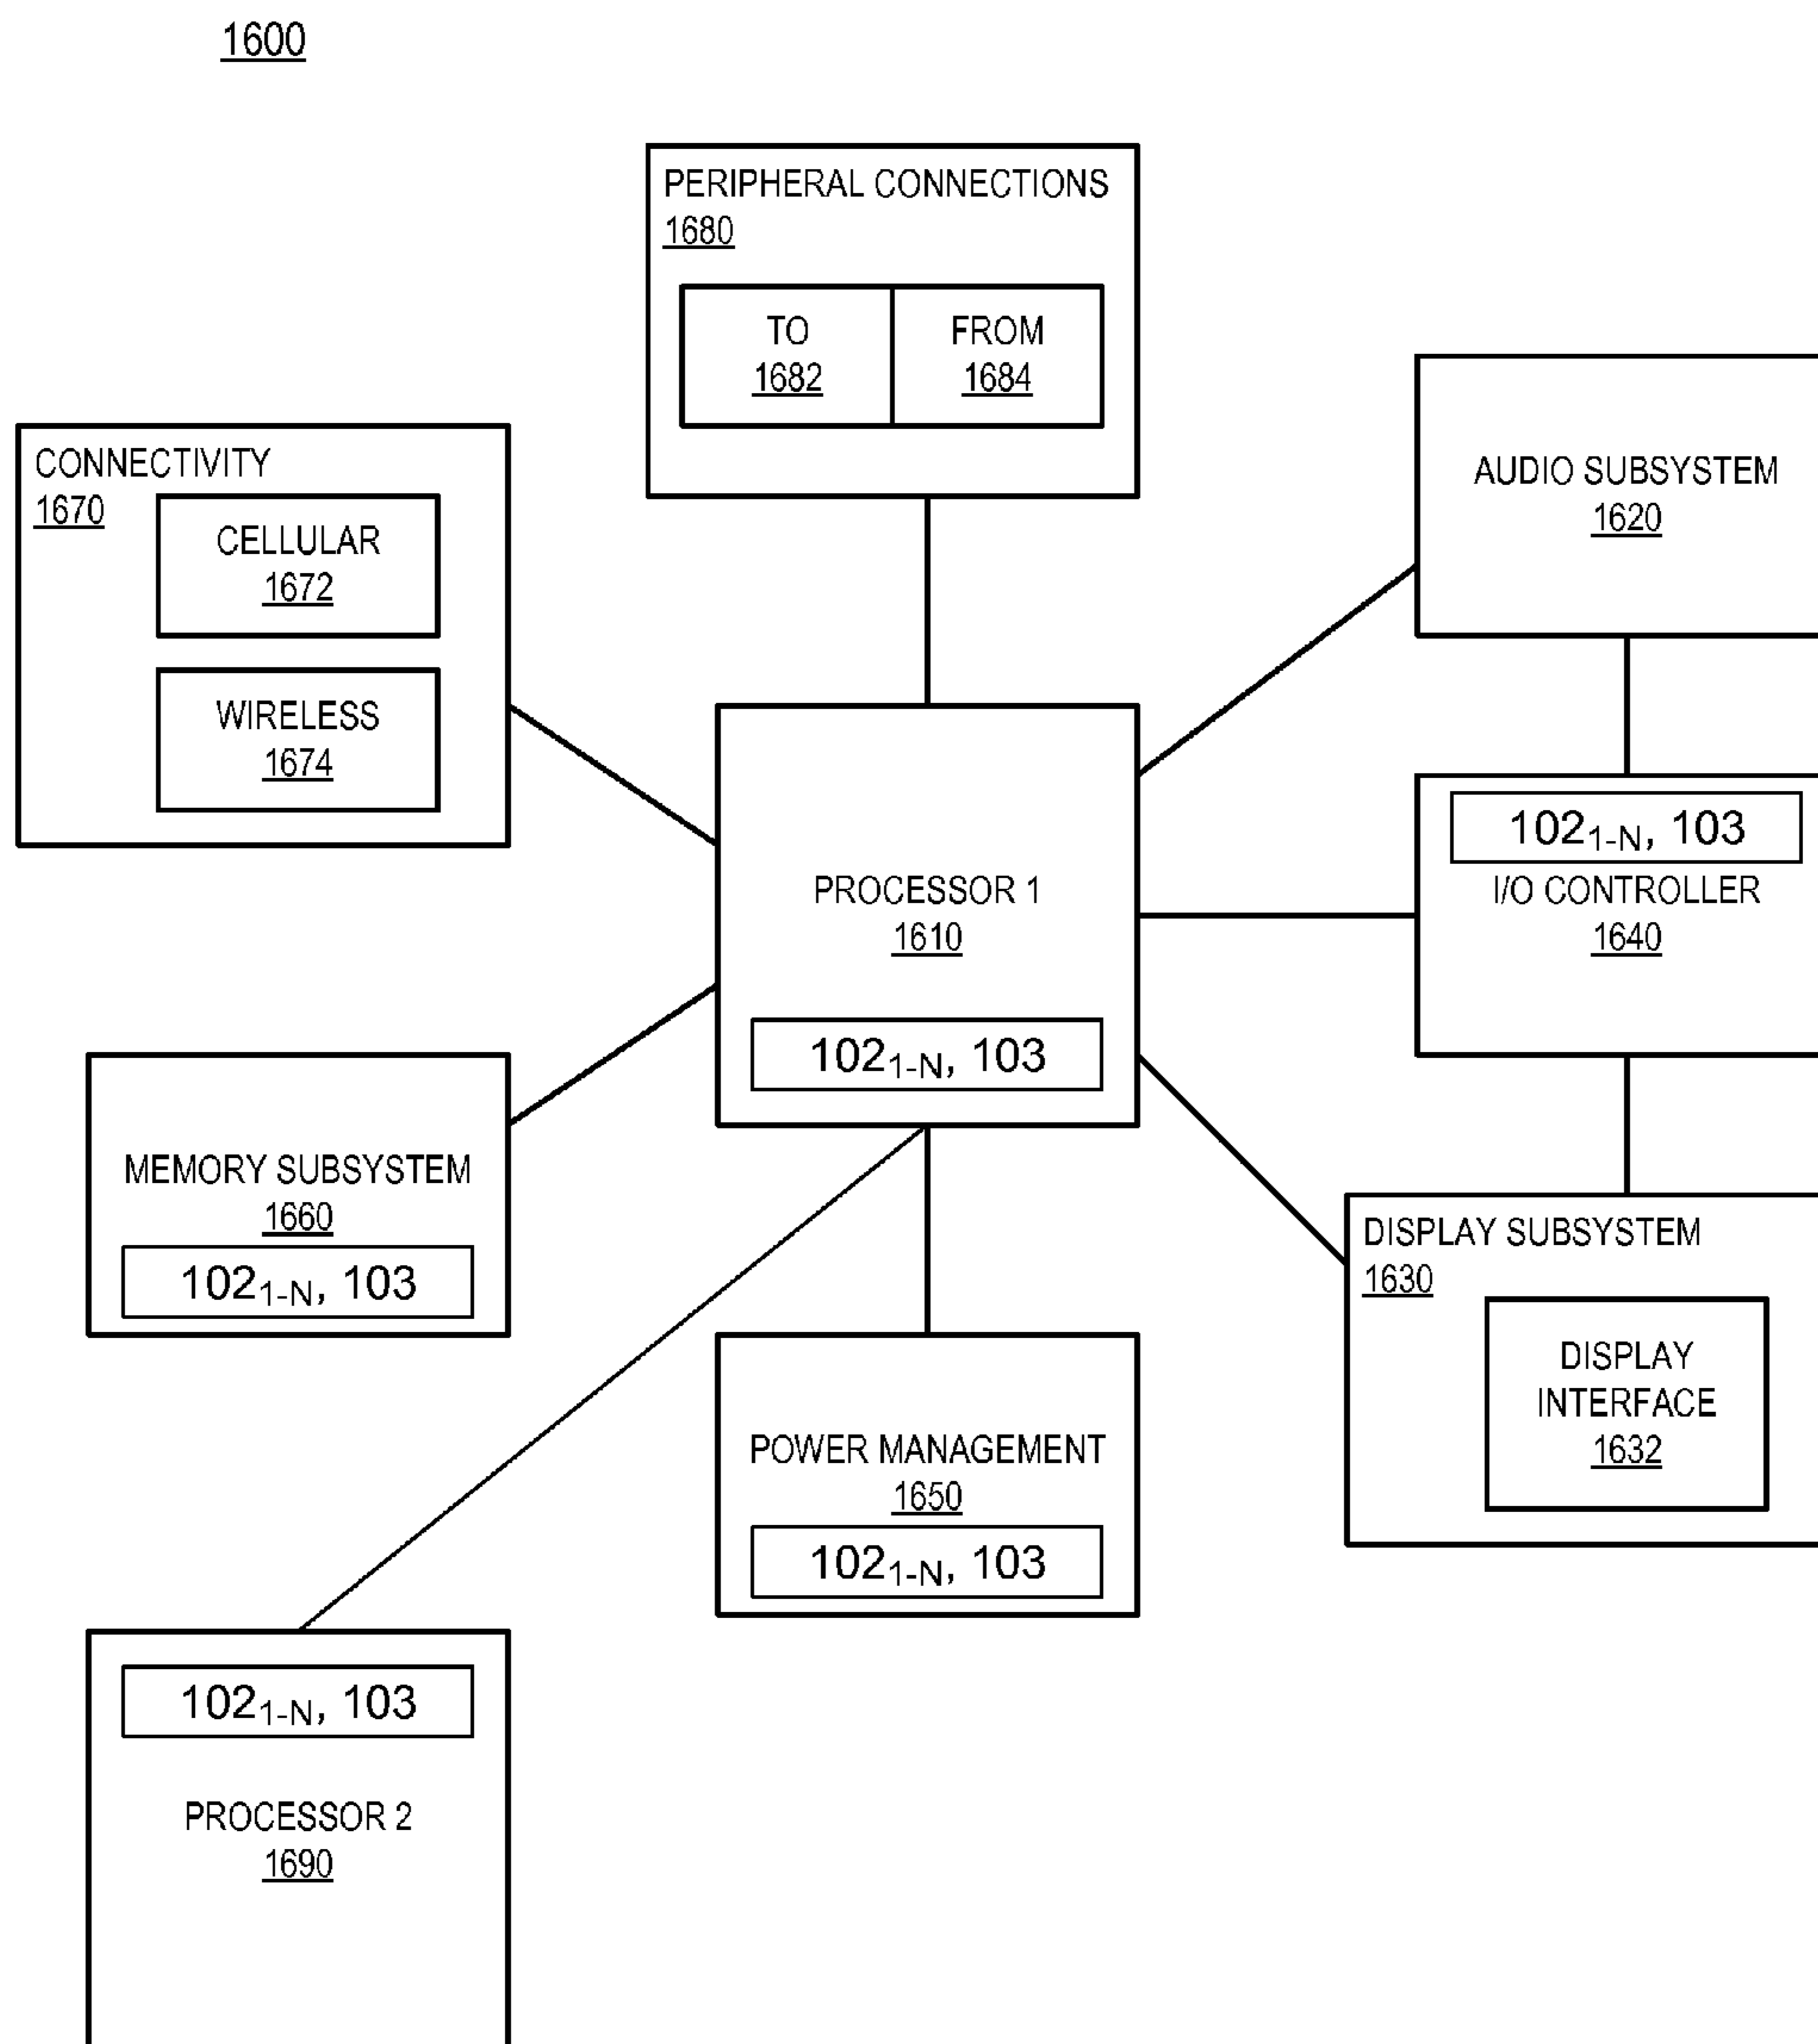 1600
PERIPHERAL CONNECTIONS
1680
TO
1682
FROM
1684
CONNECTIVITY
1670
CELLULAR
1672
WIRELESS
1674
AUDIO SUBSYSTEM
1620
PROCESSOR 1
1610
102₁₋N, 103
102₁₋N, 103
I/O CONTROLLER
1640
MEMORY SUBSYSTEM
1660
102₁₋N, 103
DISPLAY SUBSYSTEM
1630
DISPLAY
INTERFACE
1632
POWER MANAGEMENT
1650
102₁₋N, 103
102₁₋N, 103
PROCESSOR 2
1690